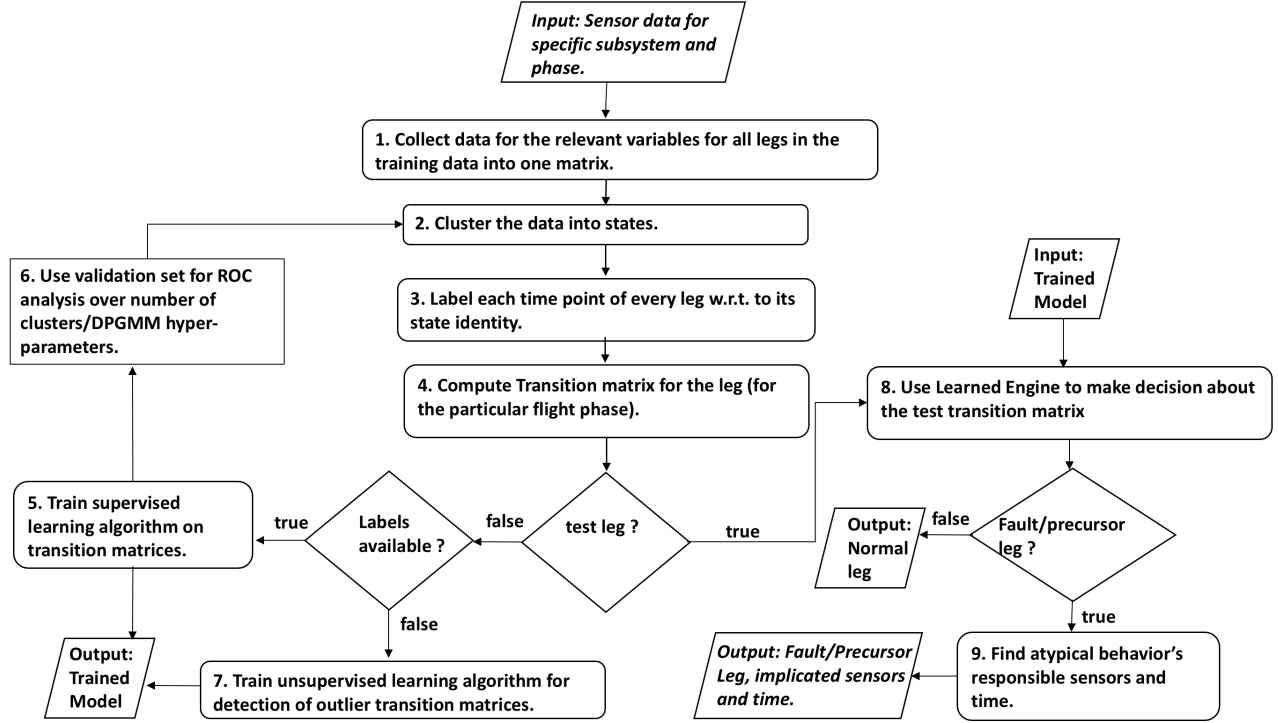 Input: Sensor data for
specific subsystem and
phase.
1. Collect data for the relevant variables for all legs in the
training data into one matrix.
2. Cluster the data into states.
6. Use validation set for ROC
analysis over number of
clusters/DPGMM hyper-
parameters.
3. Label each time point of every leg w.r.t. to its
state identity.
Input:
Trained
Model
4. Compute Transition matrix for the leg (for
the particular flight phase).
8. Use Learned Engine to make decision about
the test transition matrix
5. Train supervised
learning algorithm on
transition matrices.
true
Labels
available ?
false
test leg ?
true
Output:
Normal
leg
false
Fault/precursor
leg ?
false
true
Output:
Trained
Model
7. Train unsupervised learning algorithm for
detection of outlier transition matrices.
Output: Fault/Precursor
Leg, implicated sensors
and time.
9. Find atypical behavior's
responsible sensors and
time.